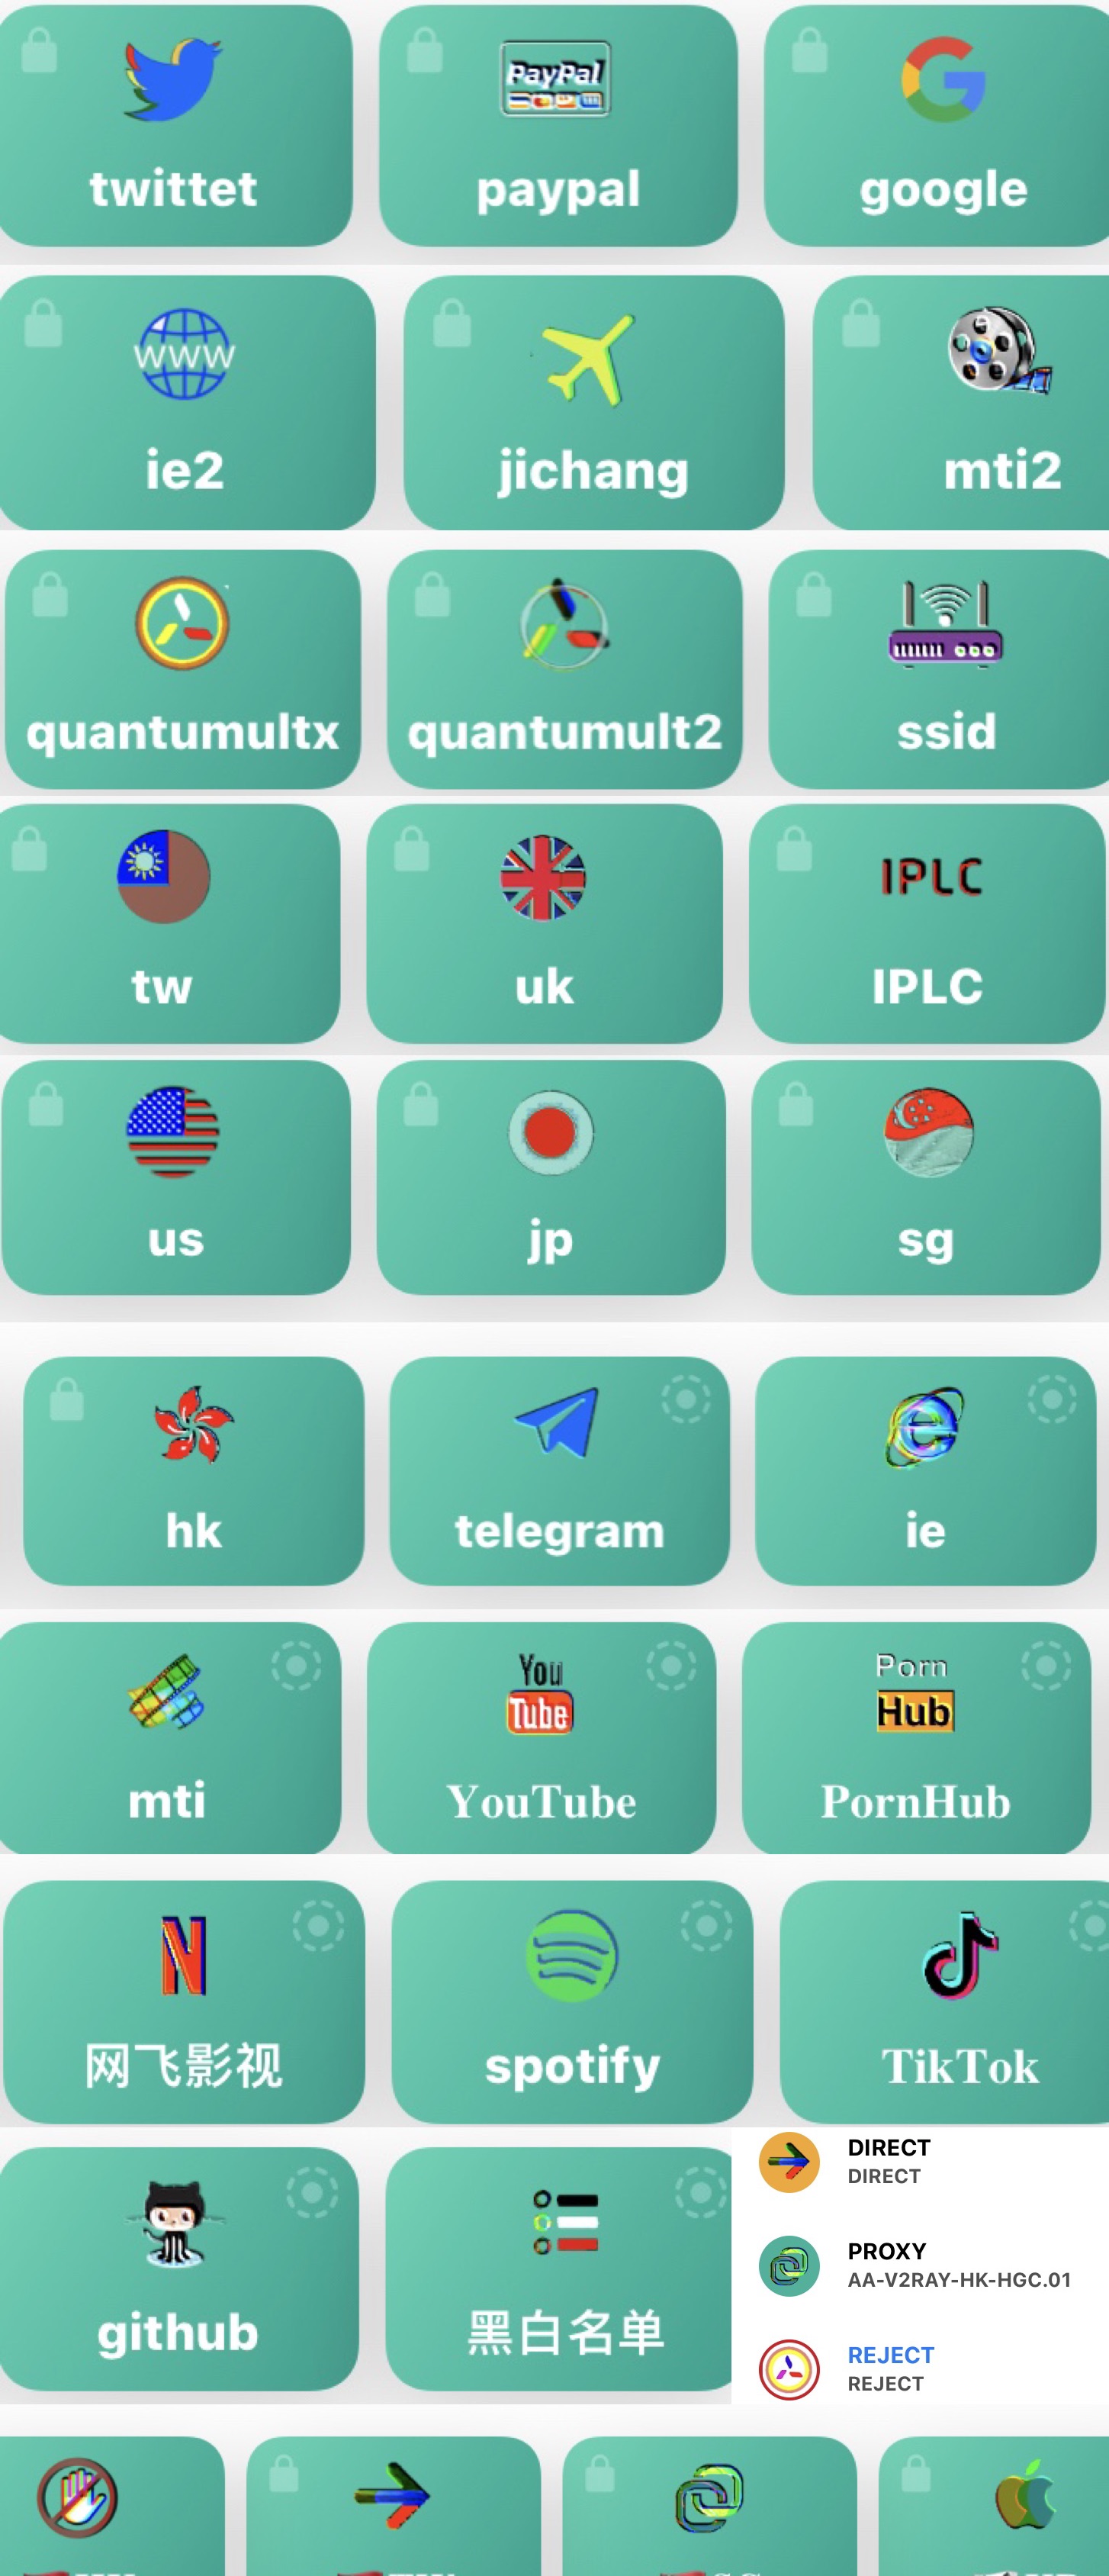 PayPal
twittet
paypal
google
WWW
ie2
jichang
mti2
quantumultx
quantumult2
ssid
IPLC
tw
uk
IPLC
us
jp
sg
hk
telegram
ie
You
Tube
Porn
Hub
mti
YouTube
PornHub
N
网飞影视
spotify
TikTok
github
黑白名单
DIRECT
DIRECT
PROXY
AA-V2RAY-HK-HGC.01
REJECT
REJECT